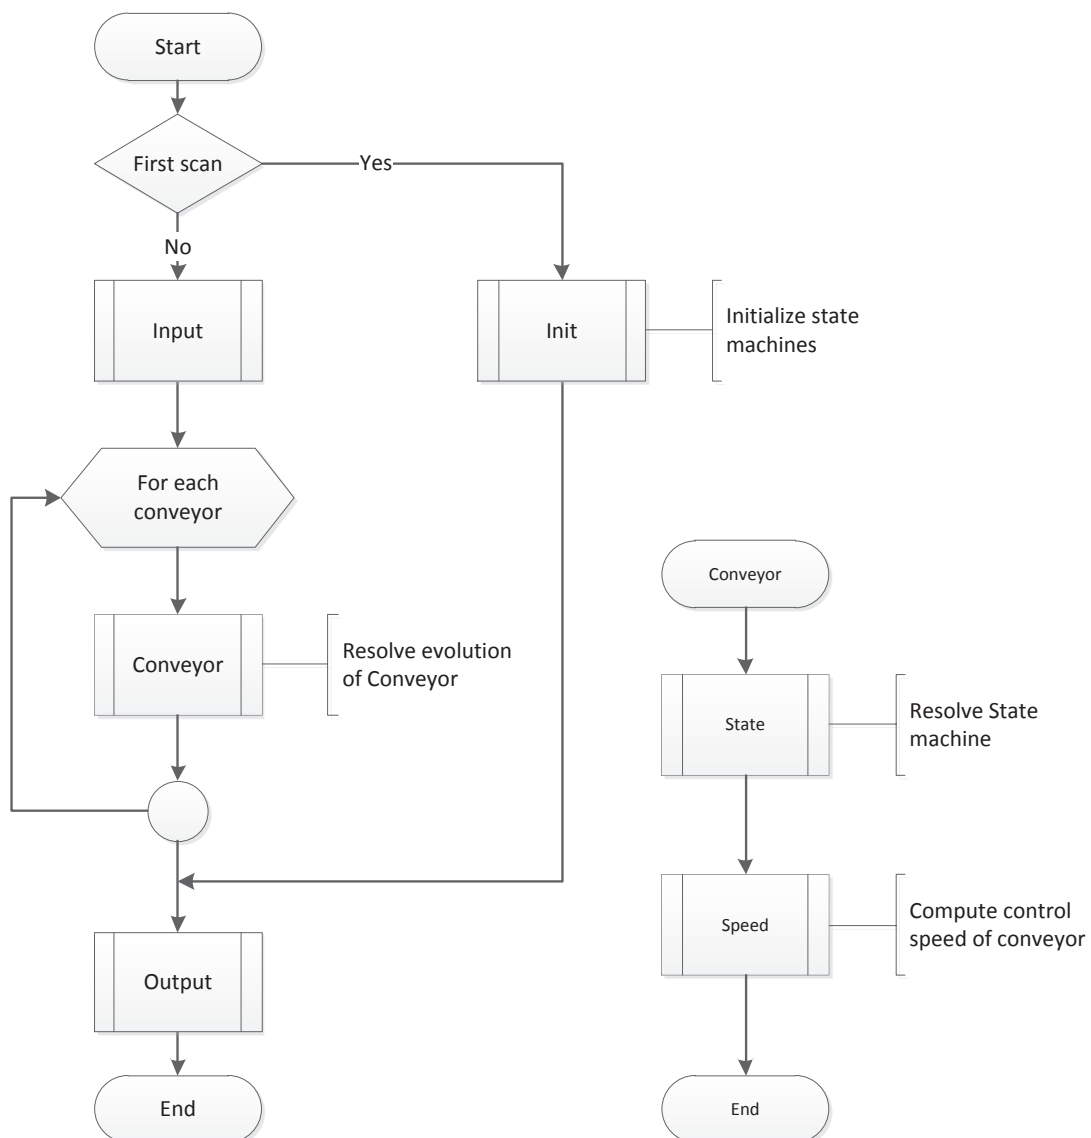 Start
First scan
Yes
No
Input
Init
Initialize state
machines
For each
conveyor
Conveyor
Resolve evolution
of Conveyor
Output
End
Conveyor
State
Resolve State
machine
Speed
Compute control
speed of conveyor
End